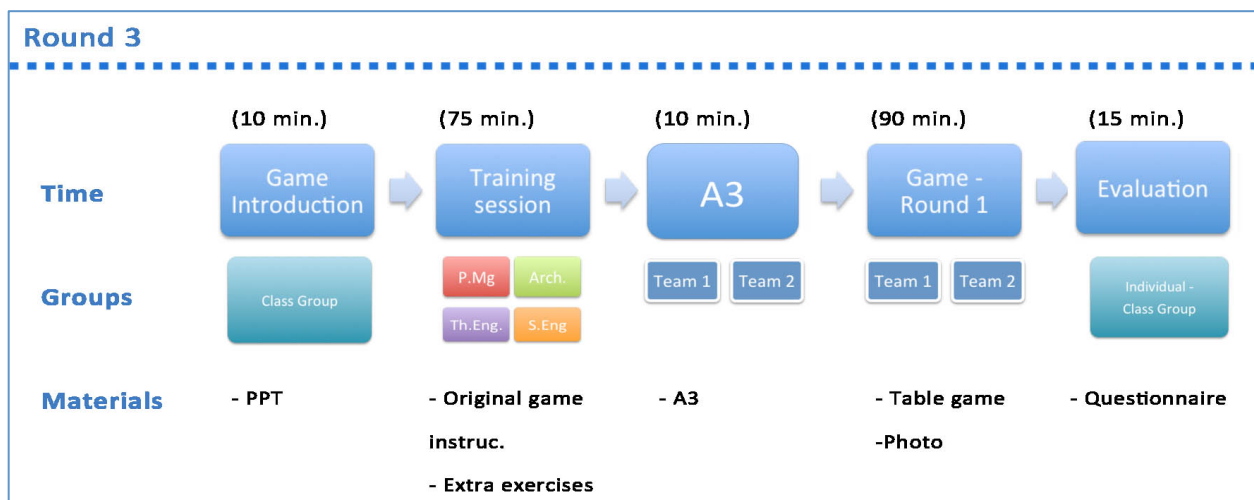 Round 3
(10 min.)
(75 min.)
(10 min.)
(90 min.)
(15 min.)
Time
Game
Introduction
Training
session
A3
Game -
Round 1
Evaluation
Groups
Class Group
P.Mg
Arch.
Th.Eng.
S.Eng
Team 1
Team 2
Team 1
Team 2
Individual -
Class Group
Materials
- PPT
- Original game
instruc.
- Extra exercises
- A3
- Table game
-Photo
- Questionnaire